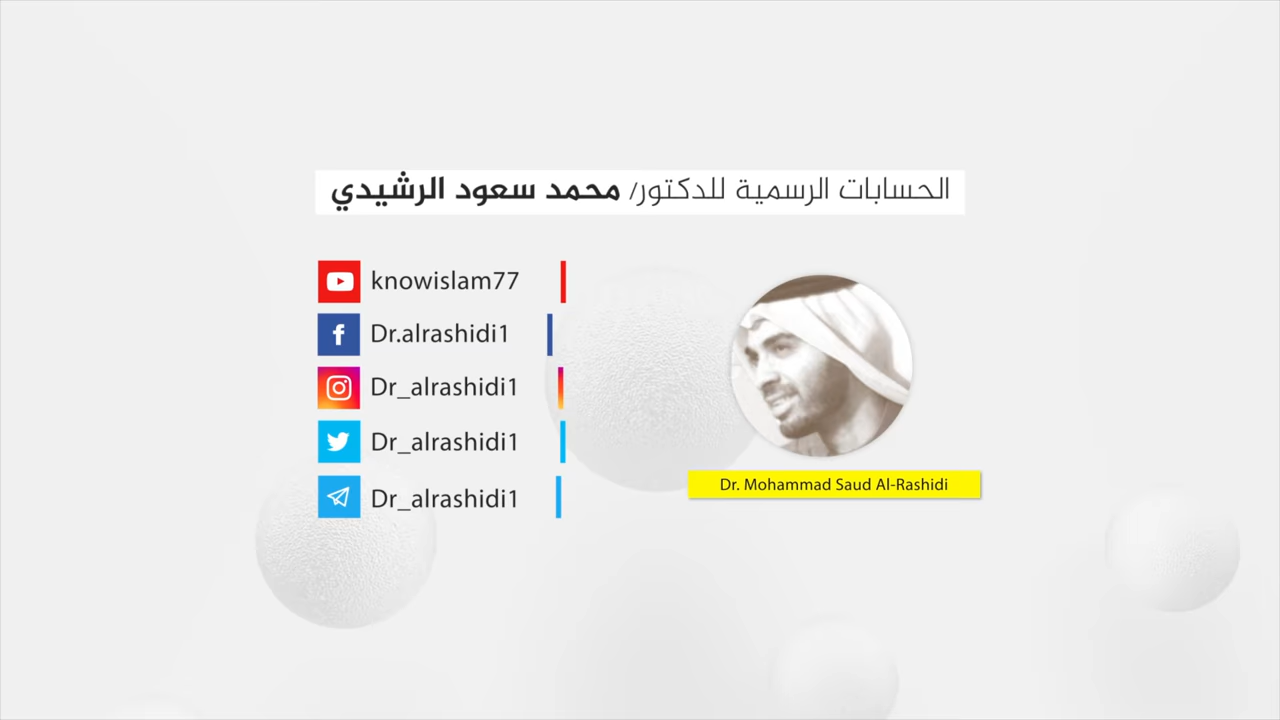 الحسابات الرسمية للدكتور/ محمد سعود الرشيدي
knowislam77
Dr.alrashidi1
Dr_alrashidi1
Dr_alrashidi1
Dr_alrashidi1
Dr. Mohammad Saud Al-Rashidi